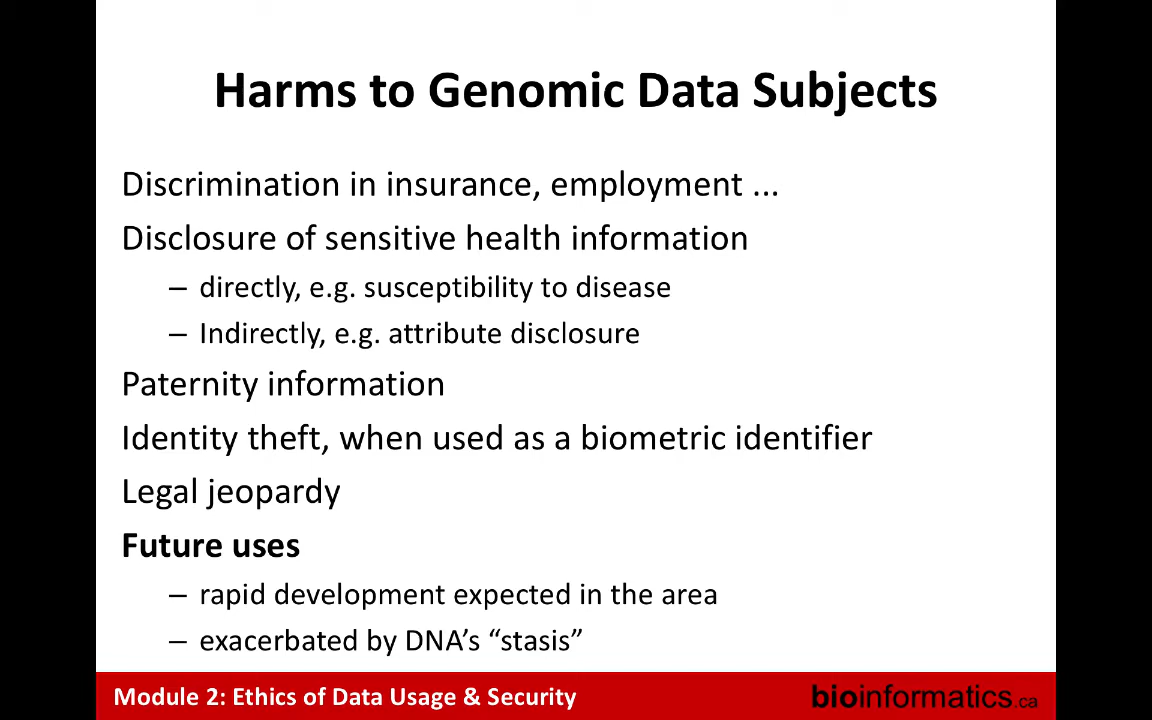 Harms to Genomic Data Subjects
Discrimination in insurance, employment ...
Disclosure of sensitive health information
– directly, e.g. susceptibility to disease
– Indirectly, e.g. attribute disclosure
Paternity information
Identity theft, when used as a biometric identifier
Legal jeopardy
Future uses
– rapid development expected in the area
– exacerbated by DNA’s “stasis”
Module 2: Ethics of Data Usage & Security
bioinformatics.ca